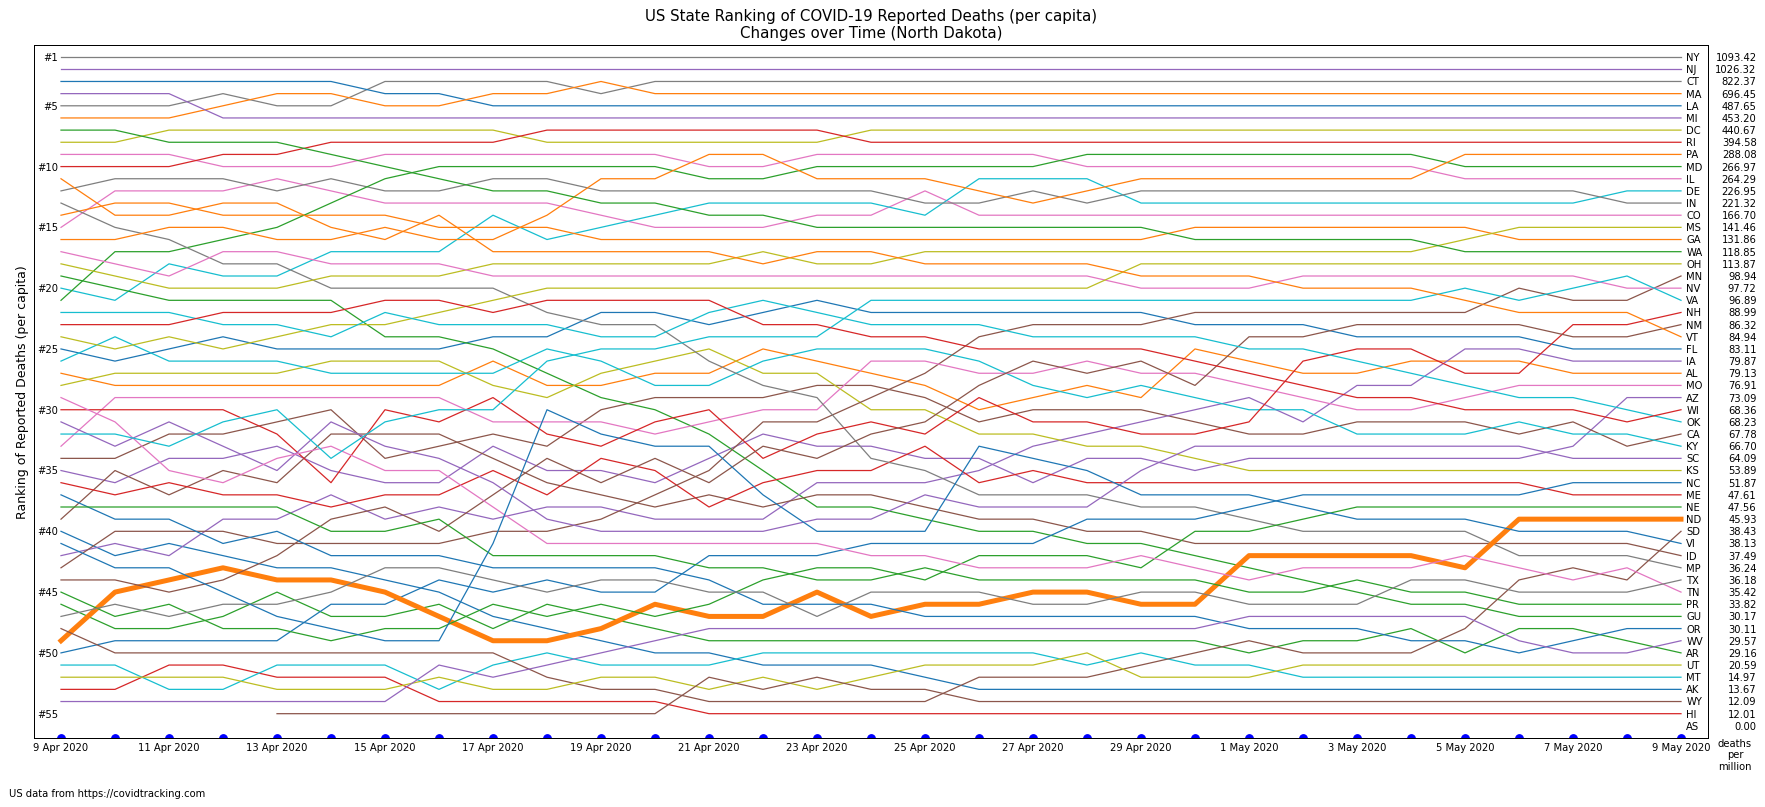 US State Ranking of COVID-19 Reported Deaths (per capita)
Changes over Time (North Dakota)
Ranking of Reported Deaths (per capita)
#1
#5
#10
#15
#20
#25
#30
#35
#40
#45
#50
#55
NY 1093.42
NJ 1026.32
CT 822.37
MA 696.45
LA 487.65
MI 453.20
DC 440.67
RI 394.58
PA 288.08
MD 266.97
IL 264.29
DE 226.95
IN 221.32
CO 166.70
MS 141.46
GA 131.86
WA 118.85
OH 113.87
MN 98.94
NV 97.72
VA 96.89
NH 88.99
NM 86.32
VT 84.94
FL 83.11
IA 79.87
AL 79.13
MO 76.91
AZ 73.09
WI 68.36
OK 68.23
CA 67.78
KY 66.70
SC 64.09
KS 53.89
NC 51.87
ME 47.61
NE 47.56
ND 45.93
SD 38.43
VI 38.13
ID 37.49
MP 36.24
TX 36.18
TN 35.42
PR 33.82
GU 30.17
OR 30.11
WV 29.57
AR 29.16
UT 20.59
MT 14.97
AK 13.67
WY 12.09
HI 12.01
AS 0.00
9 Apr 2020 11 Apr 2020 13 Apr 2020 15 Apr 2020 17 Apr 2020 19 Apr 2020 21 Apr 2020 23 Apr 2020 25 Apr 2020 27 Apr 2020 29 Apr 2020 1 May 2020 3 May 2020 5 May 2020 7 May 2020 9 May 2020
deaths
per
million
US data from https://covidtracking.com